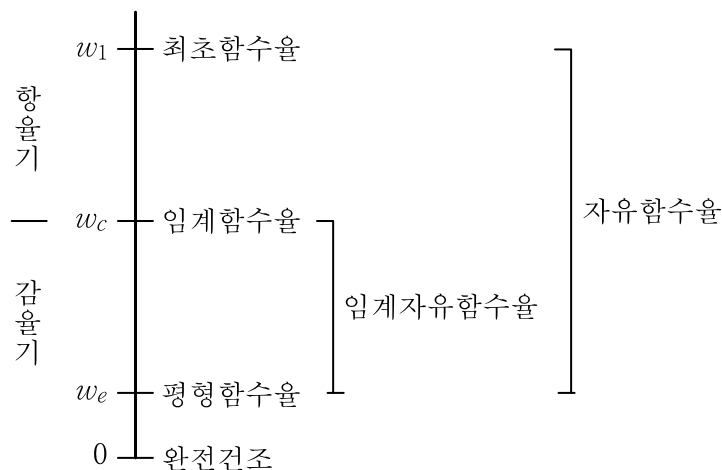 w₁ 최초함수율
항율기
w_c 임계함수율
자유함수율
감율기
임계자유함수율
w_e 평형함수율
0 완전건조